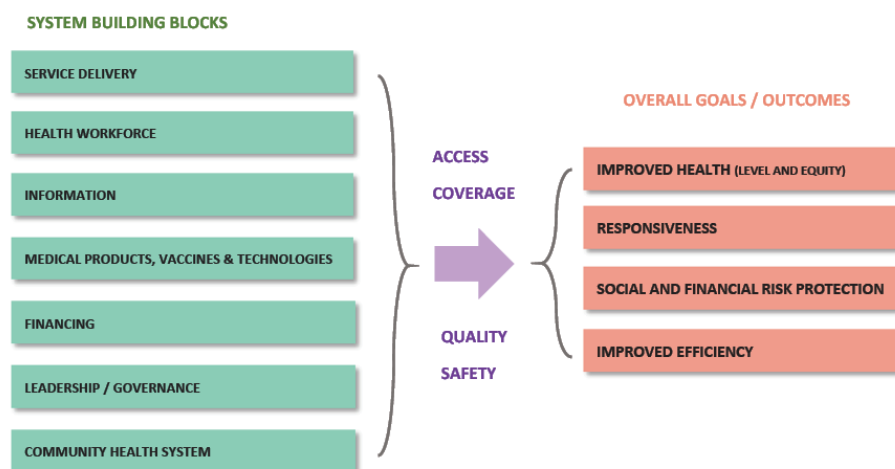 SYSTEM BUILDING BLOCKS
SERVICE DELIVERY
HEALTH WORKFORCE
INFORMATION
MEDICAL PRODUCTS, VACCINES & TECHNOLOGIES
FINANCING
LEADERSHIP / GOVERNANCE
COMMUNITY HEALTH SYSTEM
ACCESS
COVERAGE
QUALITY
SAFETY
OVERALL GOALS / OUTCOMES
IMPROVED HEALTH (LEVEL AND EQUITY)
RESPONSIVENESS
SOCIAL AND FINANCIAL RISK PROTECTION
IMPROVED EFFICIENCY